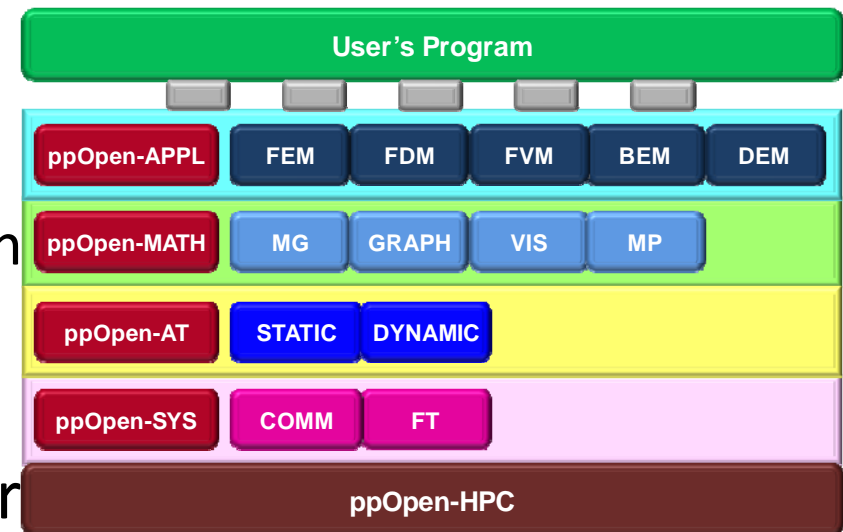 User’s Program
ppOpen-APPL FEM FDM FVM BEM DEM
n ppOpen-MATH MG GRAPH VIS MP
ppOpen-AT STATIC DYNAMIC
ppOpen-SYS COMM FT
r ppOpen-HPC